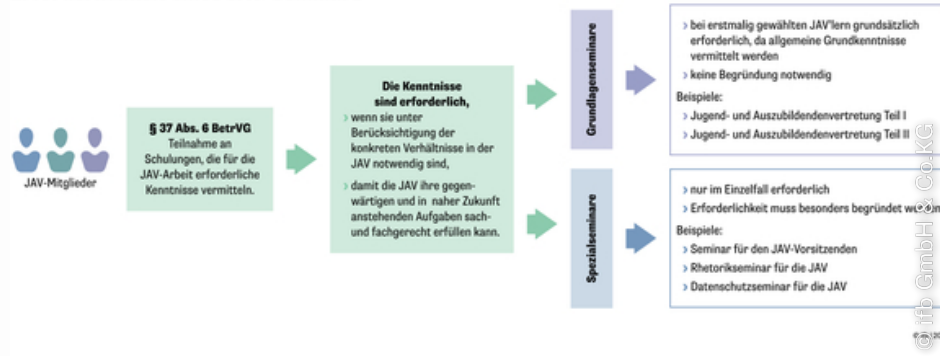 JAV-Mitglieder
§ 37 Abs. 6 BetrVG
Teilnahme an
Schulungen, die für die
JAV-Arbeit erforderliche
Kenntnisse vermitteln.
Die Kenntnisse
sind erforderlich,
› wenn sie unter
Berücksichtigung der
konkreten Verhältnisse in der
JAV notwendig sind,
› damit die JAV ihre gegen-
wärtigen und in naher Zukunft
anstehenden Aufgaben sach-
und fachgerecht erfüllen kann.
Grundlagenseminare
› bei erstmalig gewählten JAV'lern grundsätzlich
erforderlich, da allgemeine Grundkenntnisse
vermittelt werden
› keine Begründung notwendig
Beispiele:
› Jugend- und Auszubildendenvertretung Teil I
› Jugend- und Auszubildendenvertretung Teil II
Spezialseminare
› nur im Einzelfall erforderlich
› Erforderlichkeit muss besonders begründet werden
Beispiele:
› Seminar für den JAV-Vorsitzenden
› Rhetorikseminar für die JAV
› Datenschutzseminar für die JAV
© ifb GmbH & Co.KG